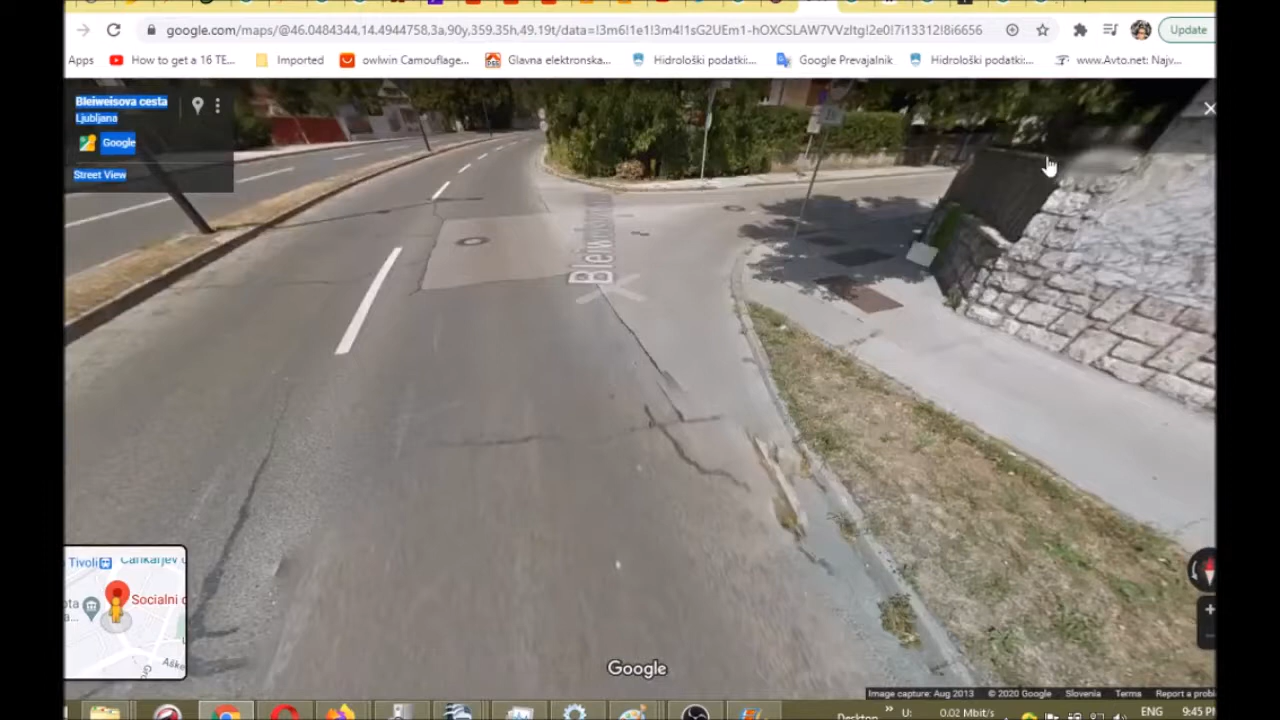 google.com/maps/@46.0484344,14.4944758,3a,90y,359.35h,49.19t/data=!3m6!1e1!3m4!1sG2UEm1-hOXCSLAW7VVzltg!2e0!7i13312!8i6656
Update
Apps
How to get a 16 TE...
Imported
owlwin Camouflage...
Glavna elektronska...
Hidrološki podatki:...
Google Prevajalnik
Hidrološki podatki:...
www.Avto.net: Najv...
Bleiweisova cesta
Ljubljana
Google
Street View
Tivoli
Cankarjev
Socialni
Aške
Google
Image capture: Aug 2013 © 2020 Google Slovenia Terms Report a probl
Desktop
U: 0.02 Mbit/s
ENG 9:45